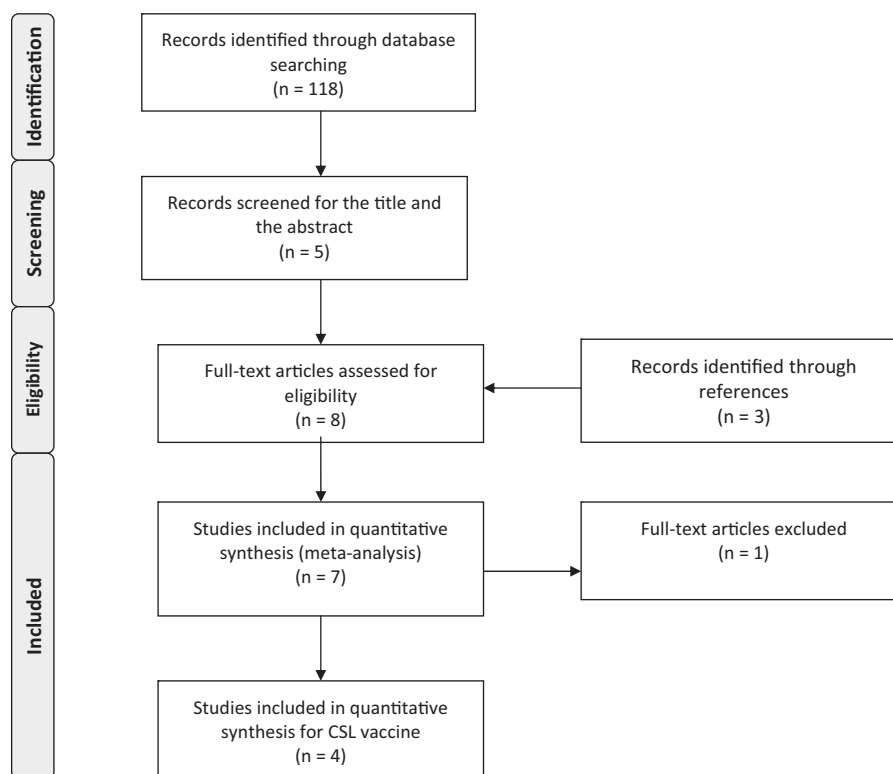 Identification
Records identified through database
searching
(n = 118)
Screening
Records screened for the title and
the abstract
(n = 5)
Eligibility
Full-text articles assessed for
eligibility
(n = 8)
Records identified through
references
(n = 3)
Included
Studies included in quantitative
synthesis (meta-analysis)
(n = 7)
Full-text articles excluded
(n = 1)
Studies included in quantitative
synthesis for CSL vaccine
(n = 4)